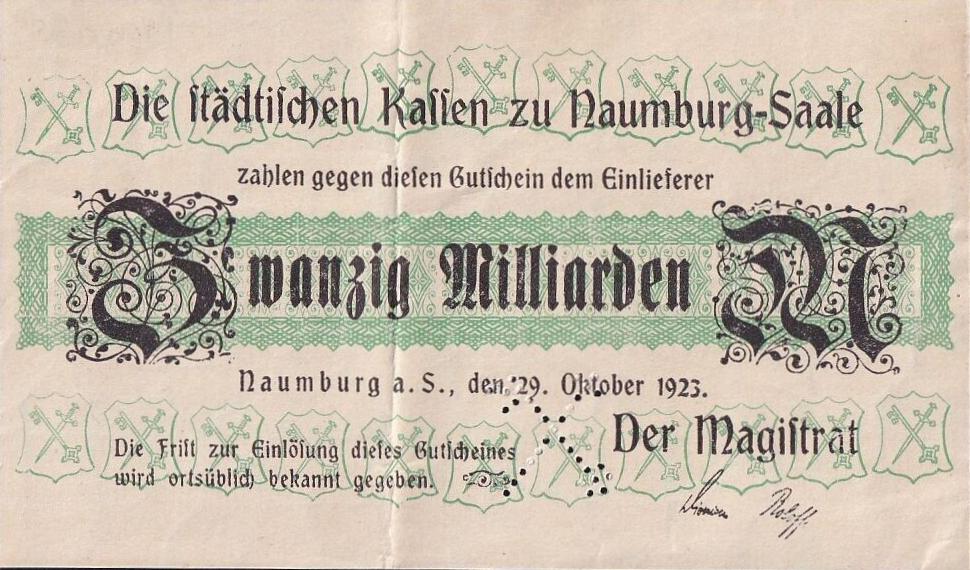 Die städtischen Kassen zu Naumburg-Saale
zahlen gegen diesen Gutschein dem Einlieferer
Zwanzig Milliarden M
Naumburg a. S., den 29. Oktober 1923.
Der Magistrat
Die Frist zur Einlösung dieses Gutscheines
wird ortsüblich bekannt gegeben.
Roloff